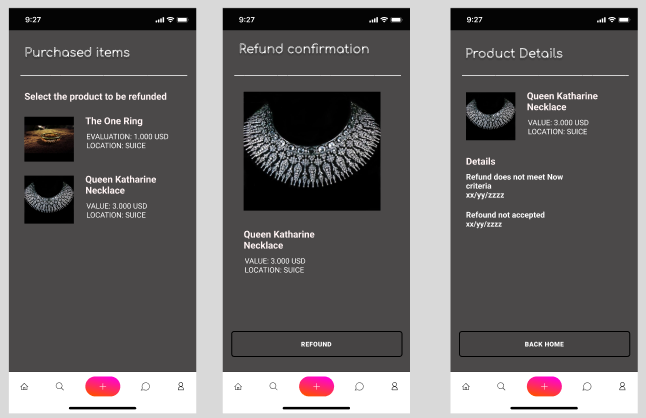 9:27
Purchased items
Select the product to be refunded
The One Ring
EVALUATION: 1.000 USD
LOCATION: SUICE
Queen Katharine
Necklace
VALUE: 3.000 USD
LOCATION: SUICE
9:27
Refund confirmation
Queen Katharine
Necklace
VALUE: 3.000 USD
LOCATION: SUICE
REFOUND
9:27
Product Details
Queen Katharine
Necklace
VALUE: 3.000 USD
LOCATION: SUICE
Details
Refund does not meet Now
criteria
xx/yy/zzzz
Refound not accepted
xx/yy/zzzz
BACK HOME